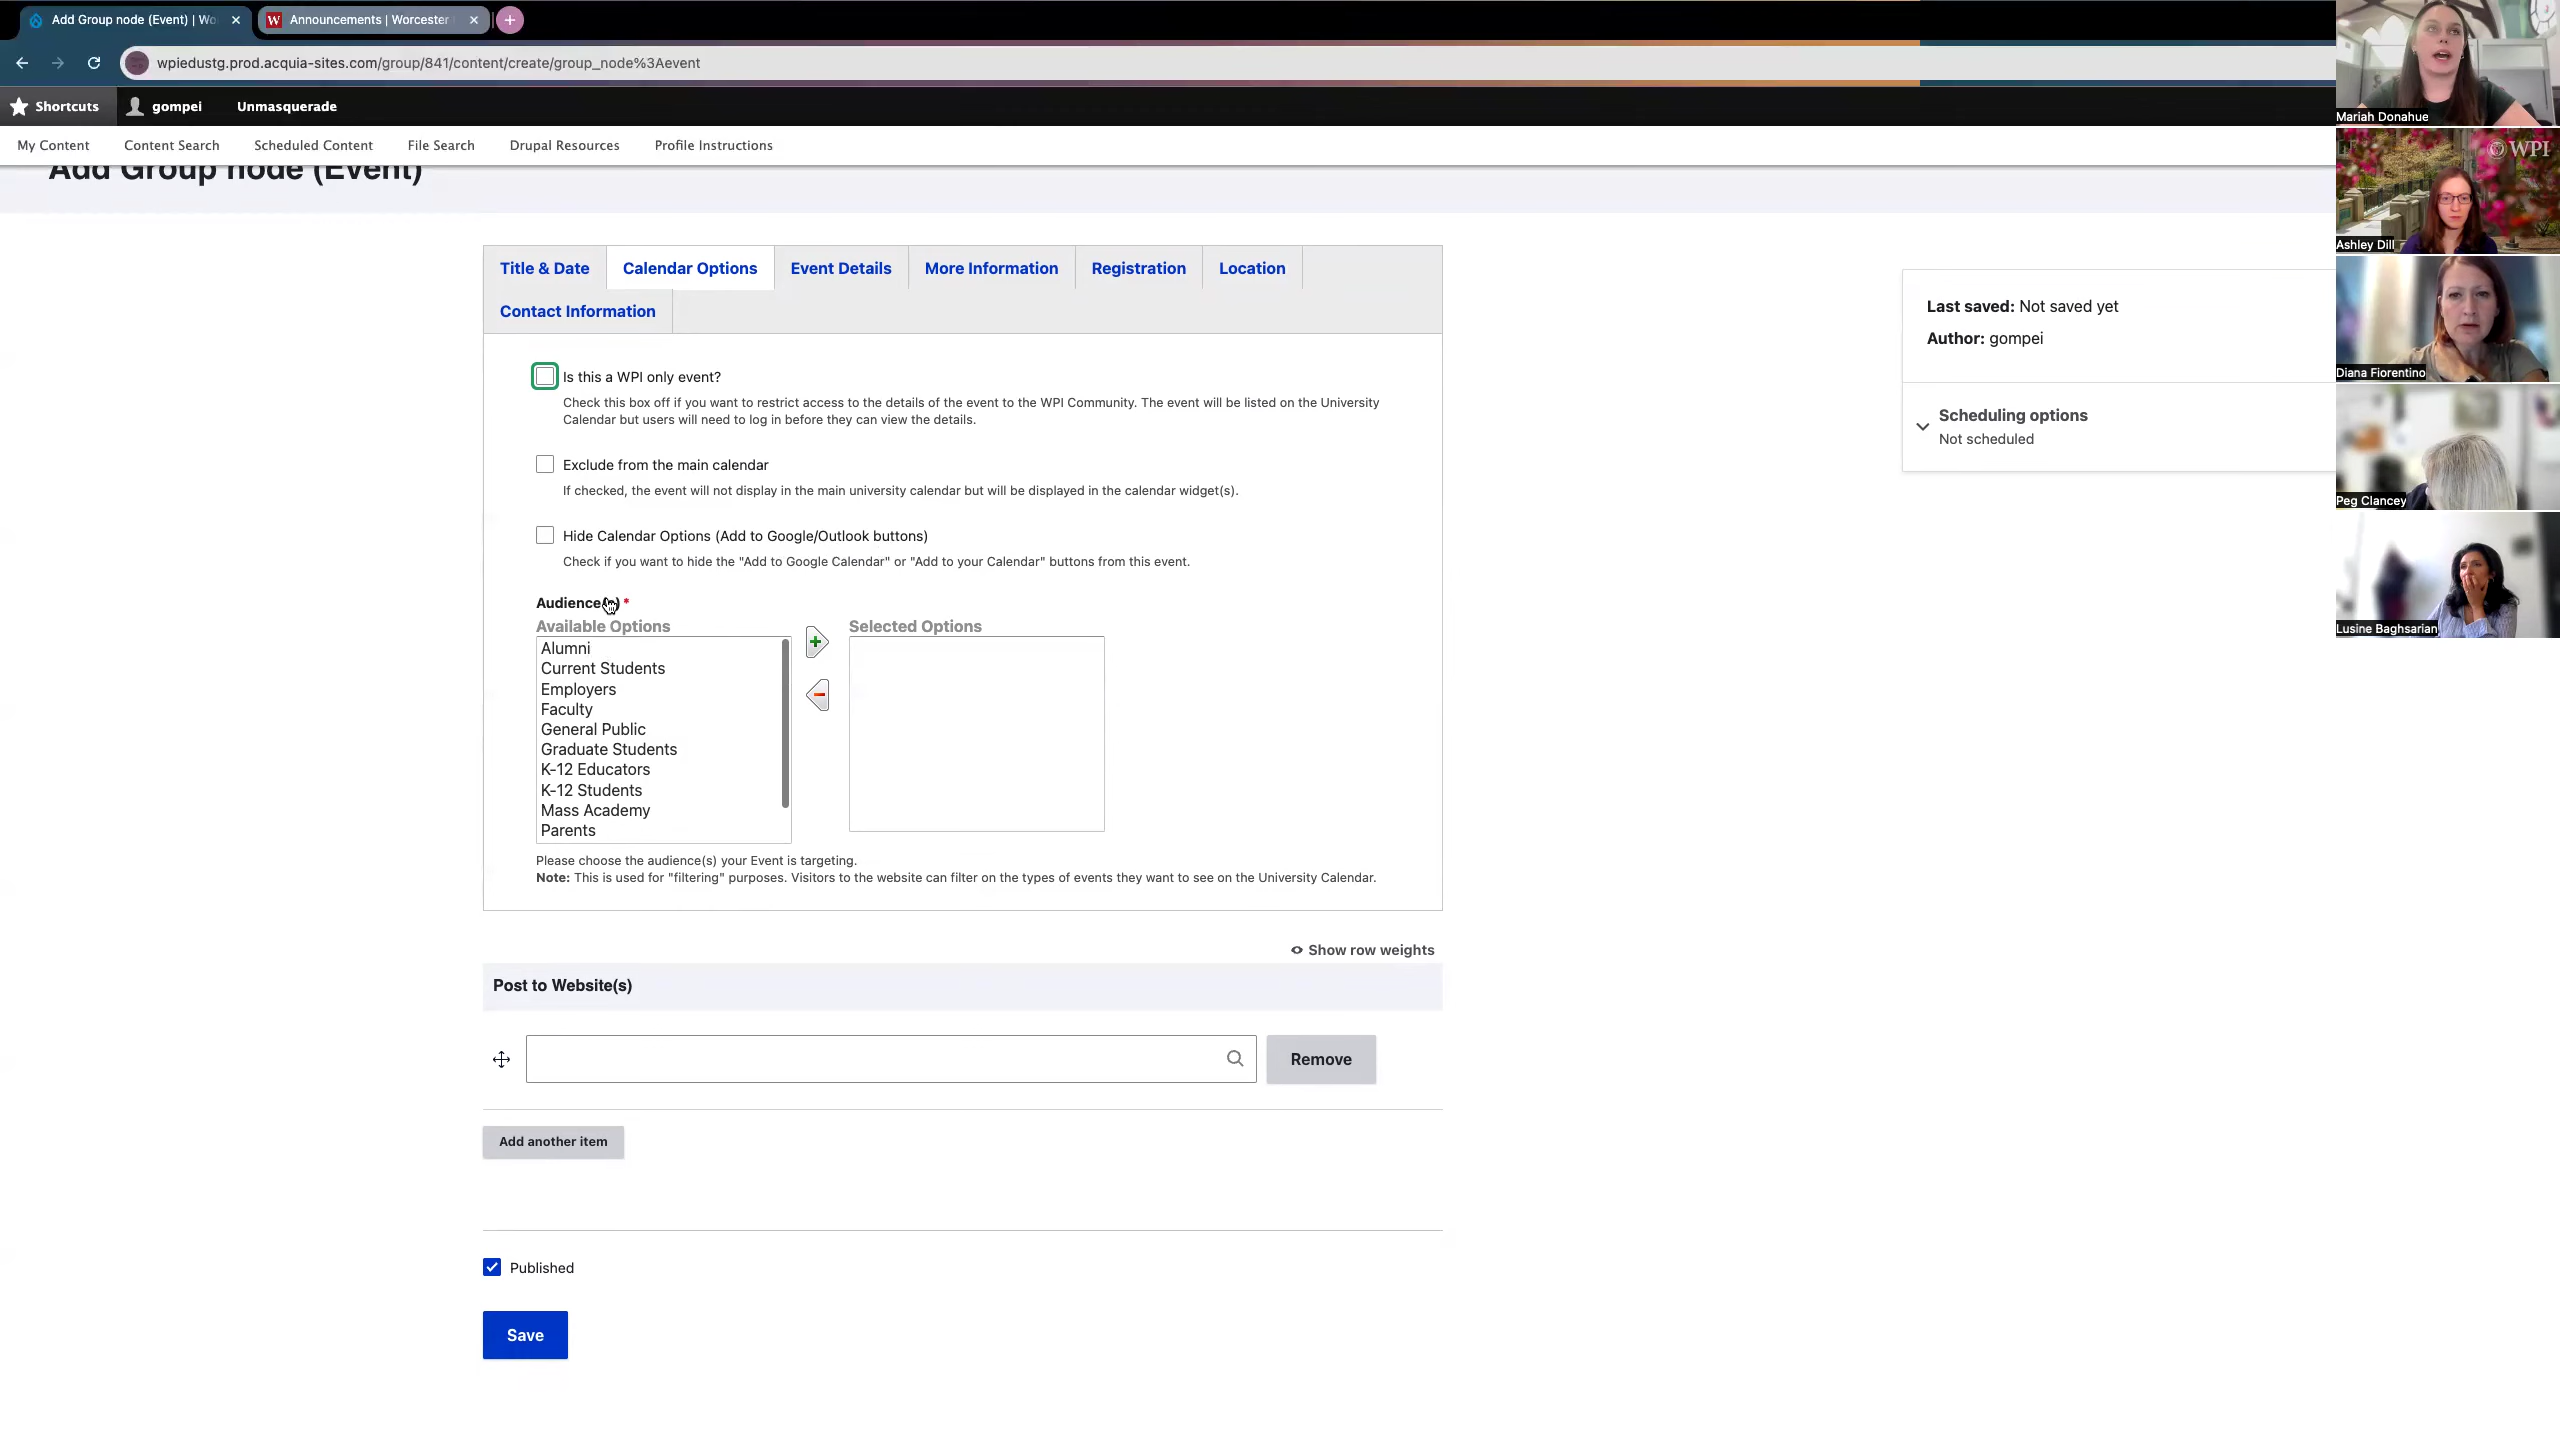 Add Group node (Event) | Wo
Announcements | Worcester
wpiedustg.prod.acquia-sites.com/group/841/content/create/group_node%3Aevent
Shortcuts
gompei
Unmasquerade
My Content
Content Search
Scheduled Content
File Search
Drupal Resources
Profile Instructions
Add Group node (Event)
Title & Date
Calendar Options
Event Details
More Information
Registration
Location
Contact Information
Is this a WPI only event?
Check this box off if you want to restrict access to the details of the event to the WPI Community. The event will be listed on the University
Calendar but users will need to log in before they can view the details.
Exclude from the main calendar
If checked, the event will not display in the main university calendar but will be displayed in the calendar widget(s).
Hide Calendar Options (Add to Google/Outlook buttons)
Check if you want to hide the "Add to Google Calendar" or "Add to your Calendar" buttons from this event.
Audience(s) *
Available Options
Alumni
Current Students
Employers
Faculty
General Public
Graduate Students
K-12 Educators
K-12 Students
Mass Academy
Parents
Selected Options
Please choose the audience(s) your Event is targeting.
Note: This is used for "filtering" purposes. Visitors to the website can filter on the types of events they want to see on the University Calendar.
Show row weights
Post to Website(s)
Remove
Add another item
Published
Save
Last saved: Not saved yet
Author: gompei
Scheduling options
Not scheduled
Mariah Donahue
WPI
Ashley Dill
Diana Fiorentino
Peg Clancey
Lusine Baghsarian